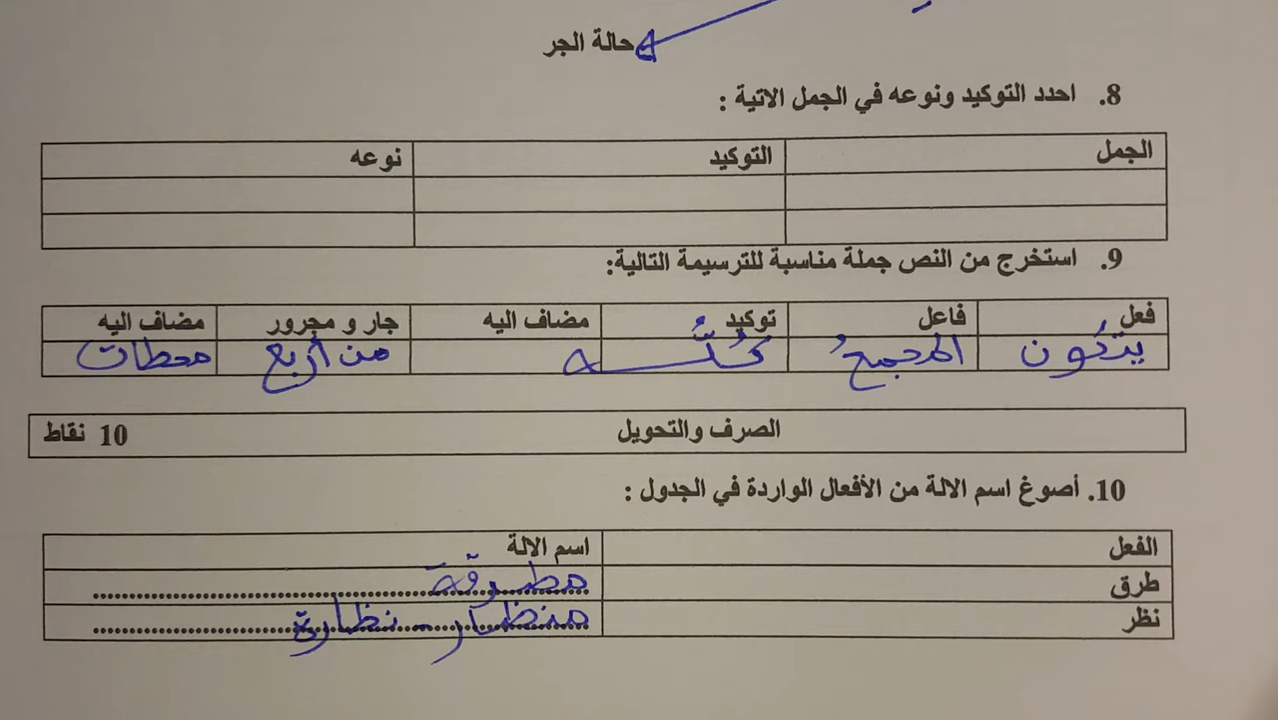 حالة الجر
8. احدد التوكيد ونوعه في الجمل الاتية :
الجمل التوكيد نوعه
9. استخرج من النص جملة مناسبة للترسيمة التالية:
فعل فاعل توكيد مضاف اليه جار و مجرور مضاف اليه
يتكون المجمعُ كُلُّـــه من أربع محطات
الصرف والتحويل 10 نقاط
10. أصوغ اسم الالة من الأفعال الواردة في الجدول :
الفعل اسم الالة
طرق مطرقة
نظر منظار - نظارة